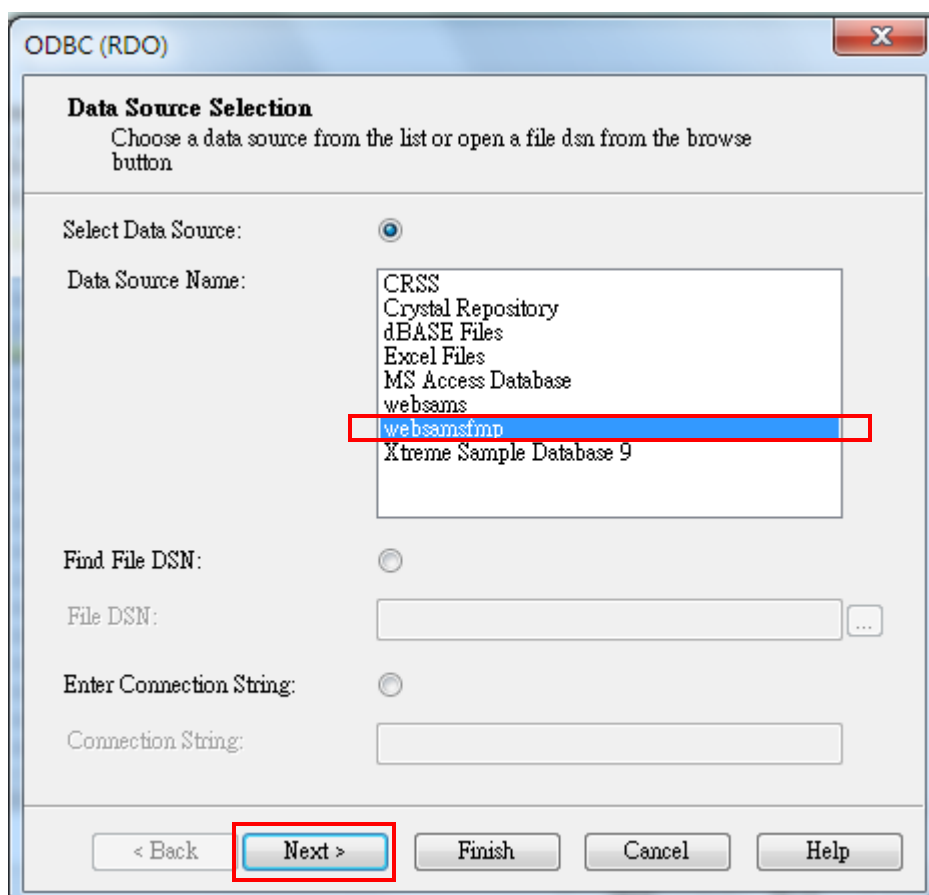 ODBC (RDO)
Data Source Selection
Choose a data source from the list or open a file dsn from the browse
button
Select Data Source:
Data Source Name:
CRSS
Crystal Repository
dBASE Files
Excel Files
MS Access Database
websams
websamsfmp
Xtreme Sample Database 9
Find File DSN:
File DSN:
...
Enter Connection String:
Connection String:
< Back
Next >
Finish
Cancel
Help